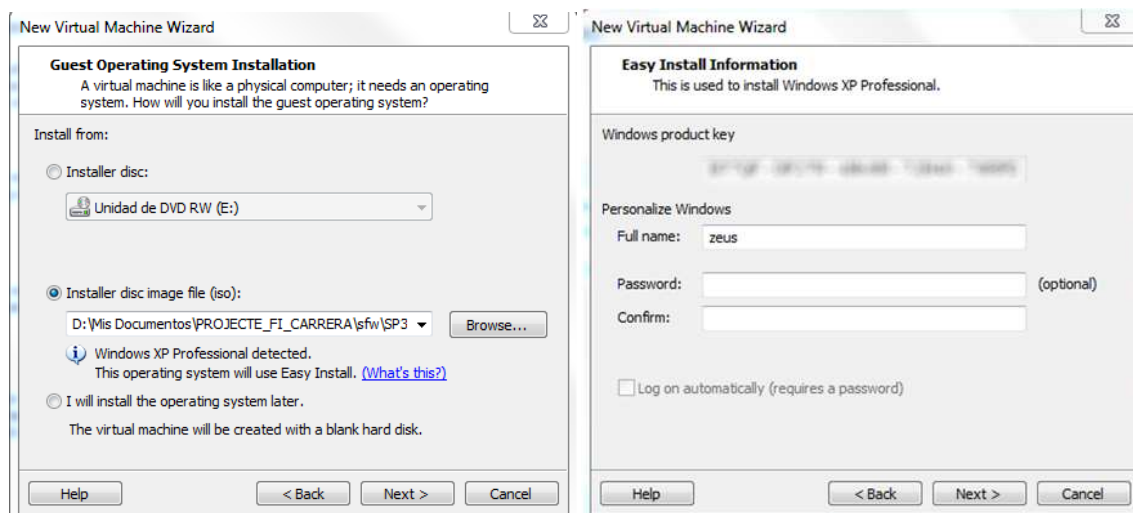 New Virtual Machine Wizard
Guest Operating System Installation
A virtual machine is like a physical computer; it needs an operating
system. How will you install the guest operating system?
Install from:
Installer disc:
Unidad de DVD RW (E:)
Installer disc image file (iso):
D:\Mis Documentos\PROJECTE_FI_CARRERA\sfw\SP3
Browse...
Windows XP Professional detected.
This operating system will use Easy Install. (What's this?)
I will install the operating system later.
The virtual machine will be created with a blank hard disk.
Help
< Back
Next >
Cancel
New Virtual Machine Wizard
Easy Install Information
This is used to install Windows XP Professional.
Windows product key
Personalize Windows
Full name: zeus
Password: (optional)
Confirm:
Log on automatically (requires a password)
Help
< Back
Next >
Cancel